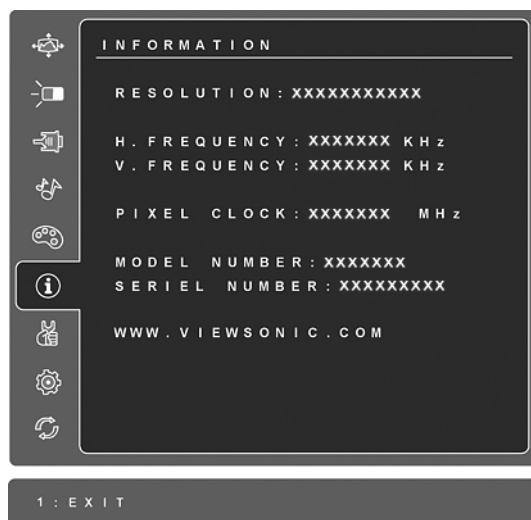 INFORMATION
RESOLUTION: XXXXXXXXXXX
H. FREQUENCY: XXXXXXX KHz
V. FREQUENCY: XXXXXXX KHz
PIXEL CLOCK: XXXXXXX MHz
MODEL NUMBER: XXXXXXX
SERIEL NUMBER: XXXXXXXXX
WWW.VIEWSONIC.COM
1:EXIT